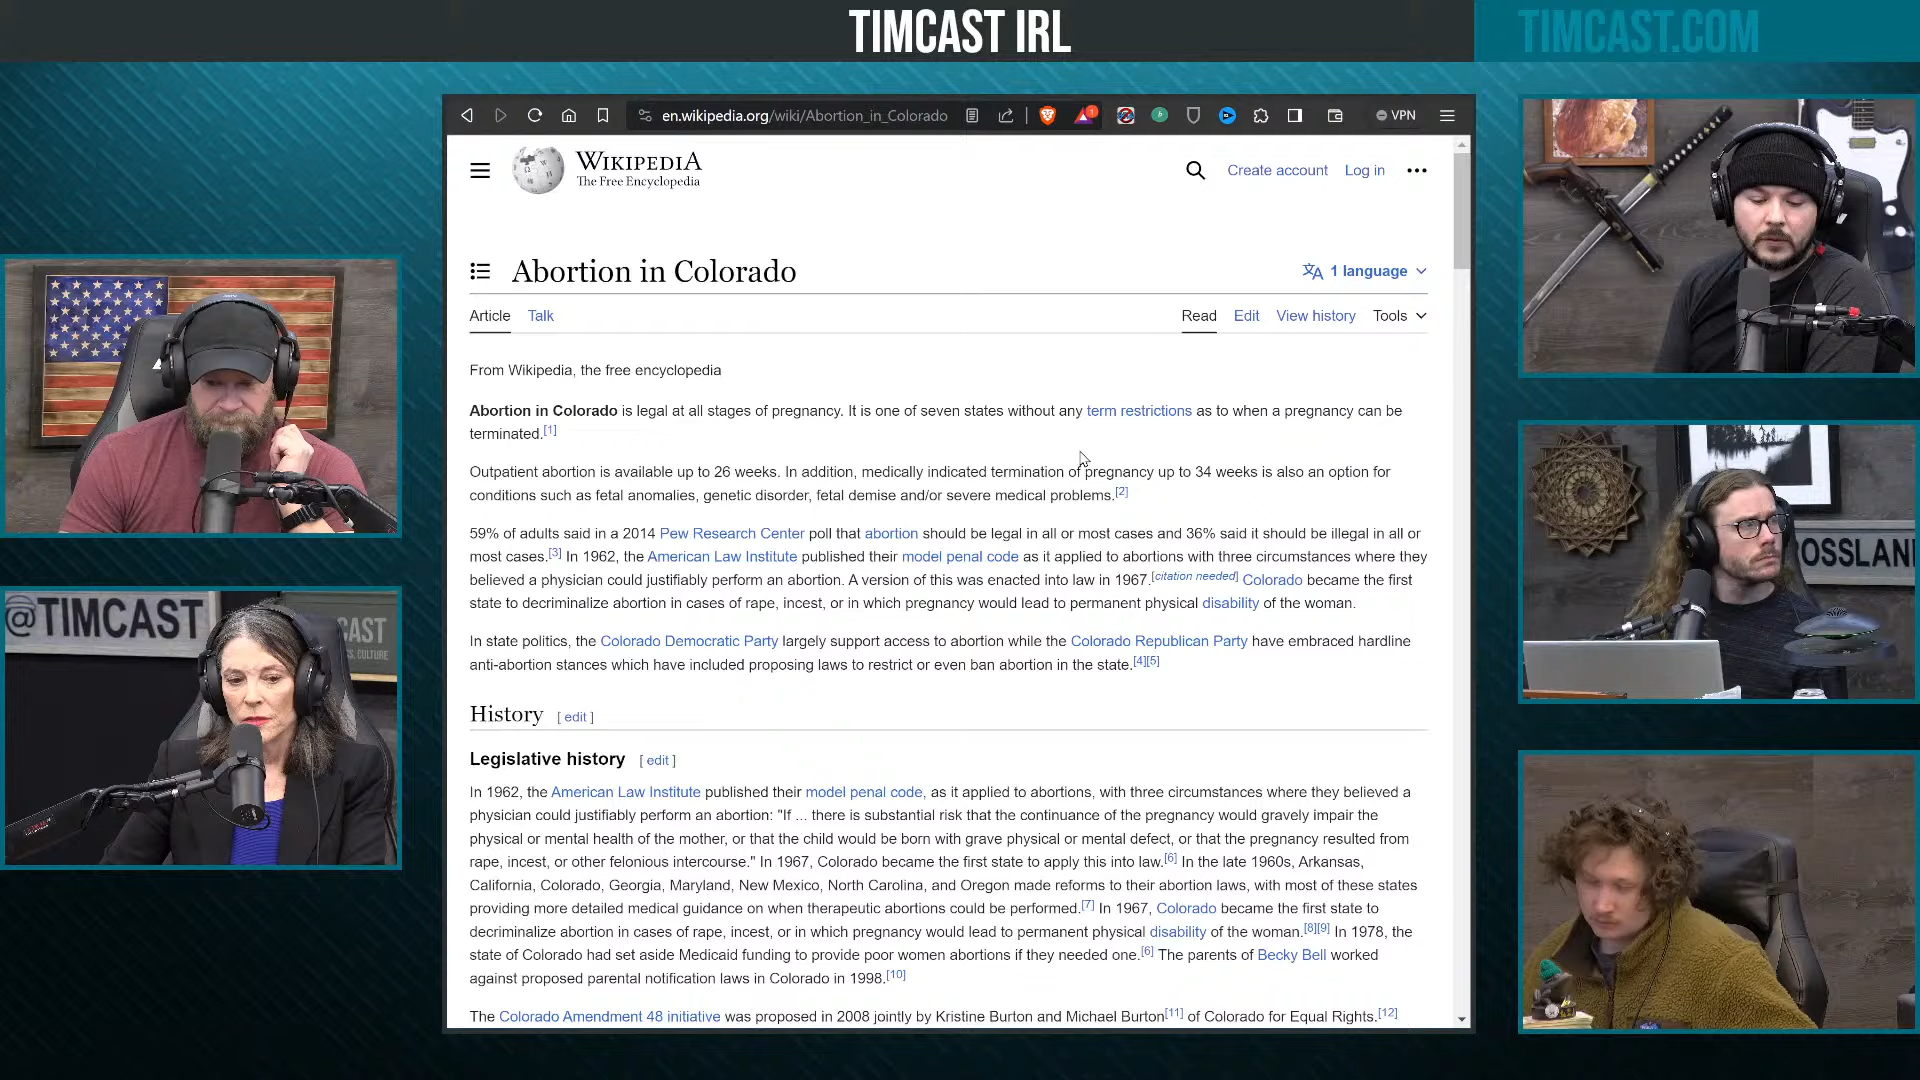 TIMCAST IRL
TIMCAST.COM
en.wikipedia.org/wiki/Abortion_in_Colorado
VPN
WIKIPEDIA
The Free Encyclopedia
Create account
Log in
Abortion in Colorado
1 language
Article
Talk
Read
Edit
View history
Tools
From Wikipedia, the free encyclopedia
Abortion in Colorado is legal at all stages of pregnancy. It is one of seven states without any term restrictions as to when a pregnancy can be
terminated.[1]
Outpatient abortion is available up to 26 weeks. In addition, medically indicated termination of pregnancy up to 34 weeks is also an option for
conditions such as fetal anomalies, genetic disorder, fetal demise and/or severe medical problems.[2]
59% of adults said in a 2014 Pew Research Center poll that abortion should be legal in all or most cases and 36% said it should be illegal in all or
most cases.[3] In 1962, the American Law Institute published their model penal code as it applied to abortions with three circumstances where they
believed a physician could justifiably perform an abortion. A version of this was enacted into law in 1967.[citation needed] Colorado became the first
state to decriminalize abortion in cases of rape, incest, or in which pregnancy would lead to permanent physical disability of the woman.
In state politics, the Colorado Democratic Party largely support access to abortion while the Colorado Republican Party have embraced hardline
anti-abortion stances which have included proposing laws to restrict or even ban abortion in the state.[4][5]
History [ edit ]
Legislative history [ edit ]
In 1962, the American Law Institute published their model penal code, as it applied to abortions, with three circumstances where they believed a
physician could justifiably perform an abortion: "If ... there is substantial risk that the continuance of the pregnancy would gravely impair the
physical or mental health of the mother, or that the child would be born with grave physical or mental defect, or that the pregnancy resulted from
rape, incest, or other felonious intercourse." In 1967, Colorado became the first state to apply this into law.[6] In the late 1960s, Arkansas,
California, Colorado, Georgia, Maryland, New Mexico, North Carolina, and Oregon made reforms to their abortion laws, with most of these states
providing more detailed medical guidance on when therapeutic abortions could be performed.[7] In 1967, Colorado became the first state to
decriminalize abortion in cases of rape, incest, or in which pregnancy would lead to permanent physical disability of the woman.[8][9] In 1978, the
state of Colorado had set aside Medicaid funding to provide poor women abortions if they needed one.[6] The parents of Becky Bell worked
against proposed parental notification laws in Colorado in 1998.[10]
The Colorado Amendment 48 initiative was proposed in 2008 jointly by Kristine Burton and Michael Burton[11] of Colorado for Equal Rights.[12]
@TIMCAST
CAST
S, CULTURE
ROSSLAN